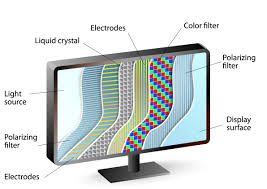 Electrodes
Color filter
Liquid crystal
Polarizing
filter
Light
source
Display
surface
Polarizing
filter
Electrodes